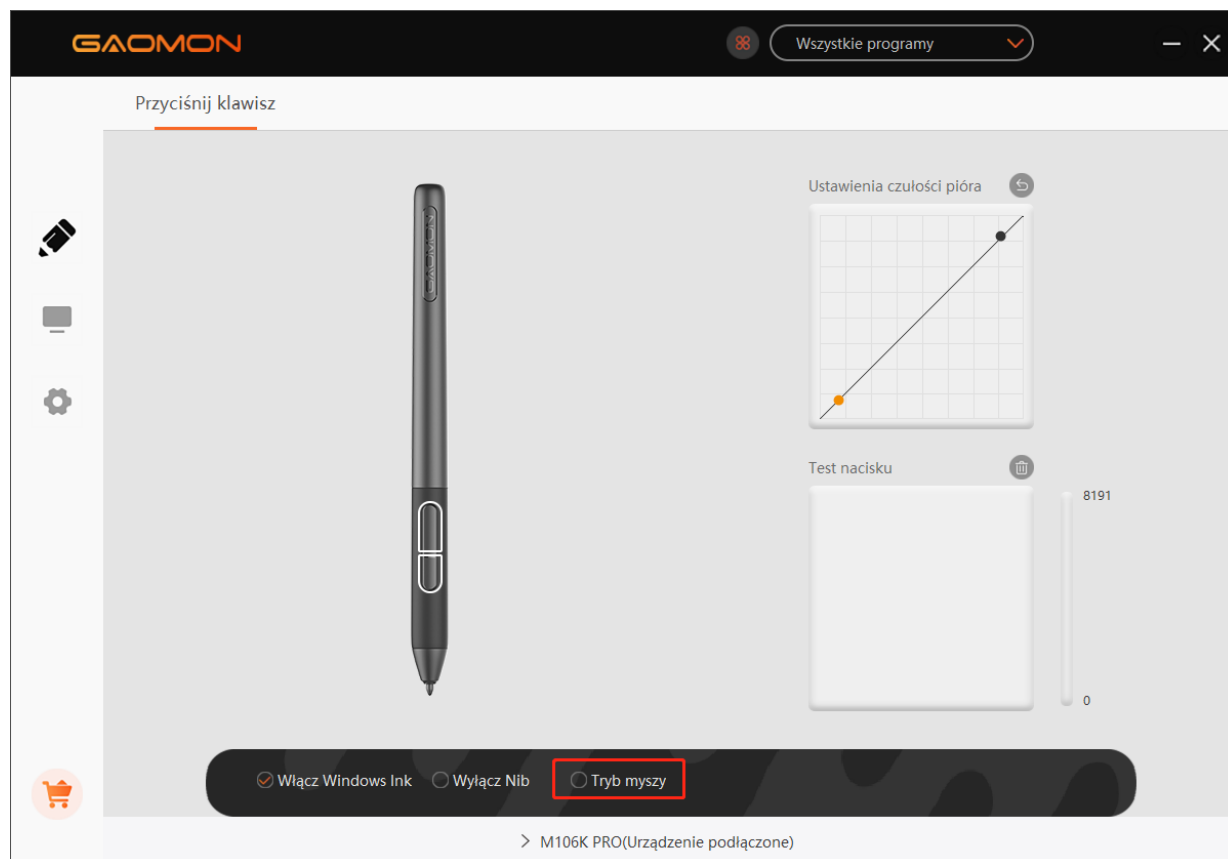 GAOMON
Wszystkie programy
Przyciśnij klawisz
Ustawienia czułości pióra
GAOMON
Test nacisku
8191
0
Włącz Windows Ink
Wyłącz Nib
Tryb myszy
M106K PRO(Urządzenie podłączone)